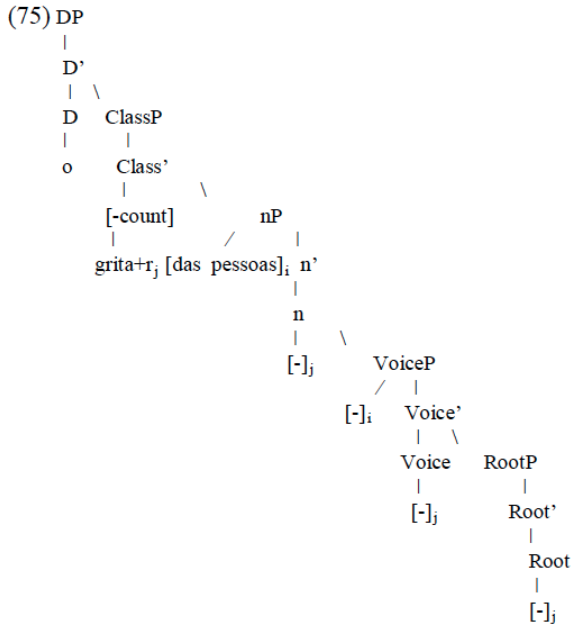 (75) DP
D’
D ClassP
o Class’
[-count] nP
grita+rⱼ [das pessoas]ᵢ n’
n
[-]ⱼ VoiceP
[-]ᵢ Voice’
Voice RootP
[-]ⱼ Root’
Root
[-]ⱼ